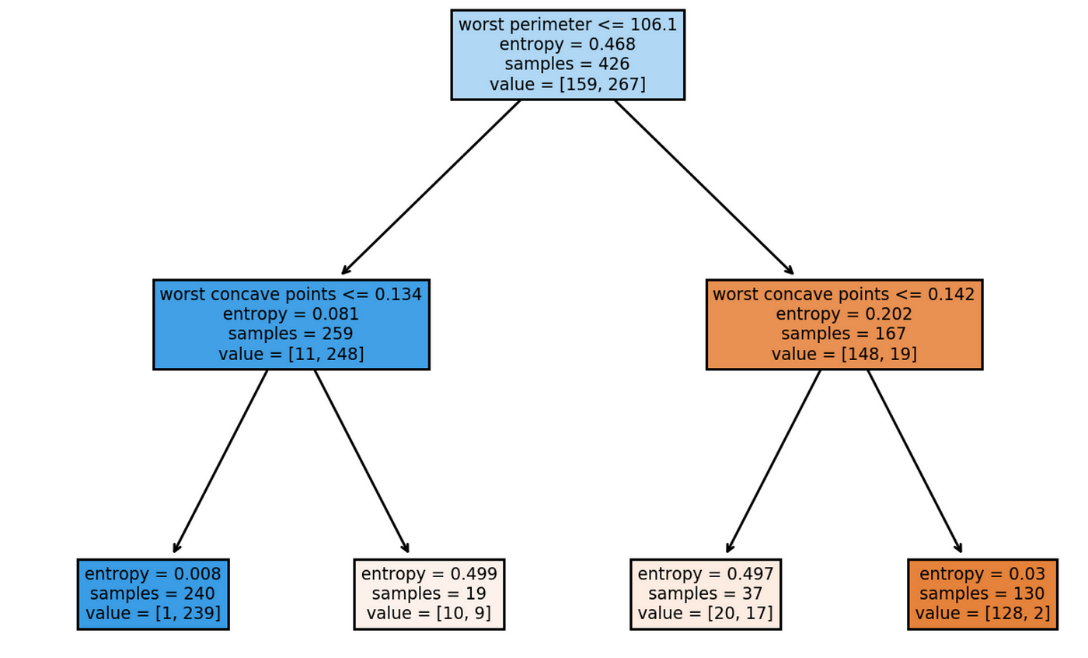 worst perimeter <= 106.1
entropy = 0.468
samples = 426
value = [159, 267]
worst concave points <= 0.134
entropy = 0.081
samples = 259
value = [11, 248]
worst concave points <= 0.142
entropy = 0.202
samples = 167
value = [148, 19]
entropy = 0.008
samples = 240
value = [1, 239]
entropy = 0.499
samples = 19
value = [10, 9]
entropy = 0.497
samples = 37
value = [20, 17]
entropy = 0.03
samples = 130
value = [128, 2]